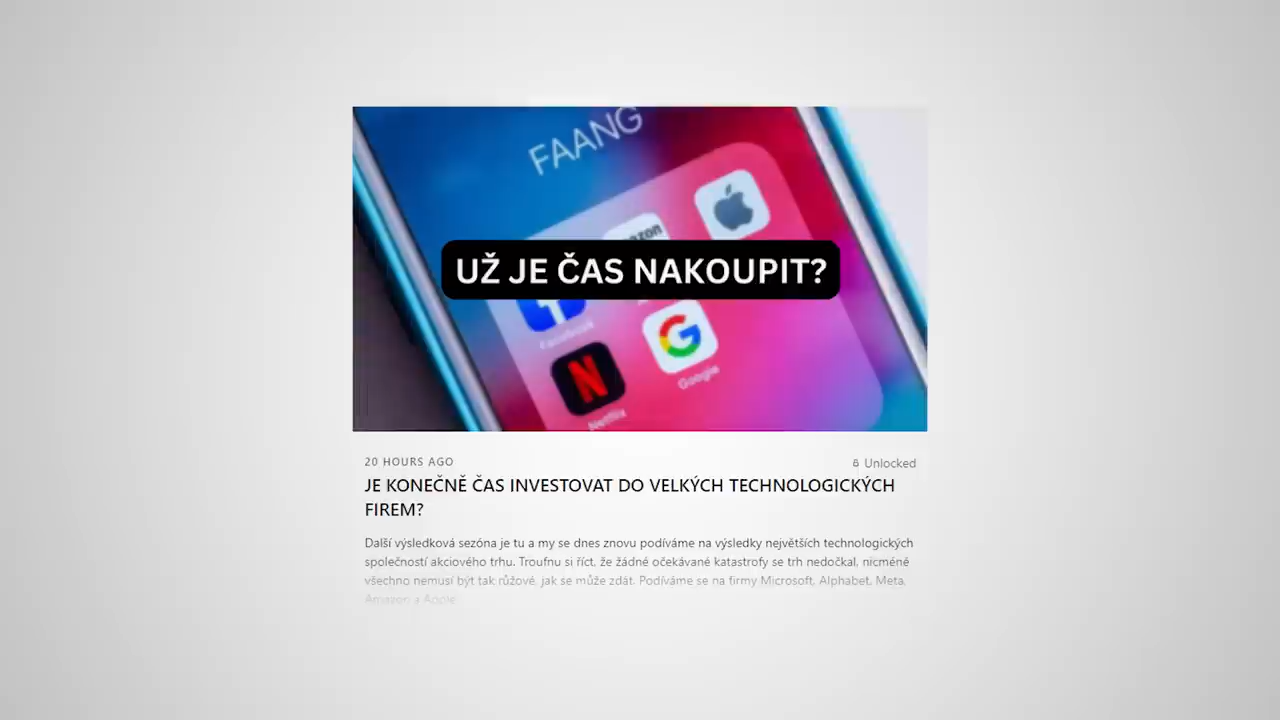 FAANG
UŽ JE ČAS NAKOUPIT?
Facebook
Google
Netflix
20 HOURS AGO
Unlocked
JE KONEČNĚ ČAS INVESTOVAT DO VELKÝCH TECHNOLOGICKÝCH
FIREM?
Další výsledková sezóna je tu a my se dnes znovu podíváme na výsledky největších technologických
společností akciového trhu. Troufnu si říct, že žádné očekávané katastrofy se trh nedočkal, nicméně
všechno nemusí být tak růžové, jak se může zdát. Podíváme se na firmy Microsoft, Alphabet, Meta,
Amazon a Apple.